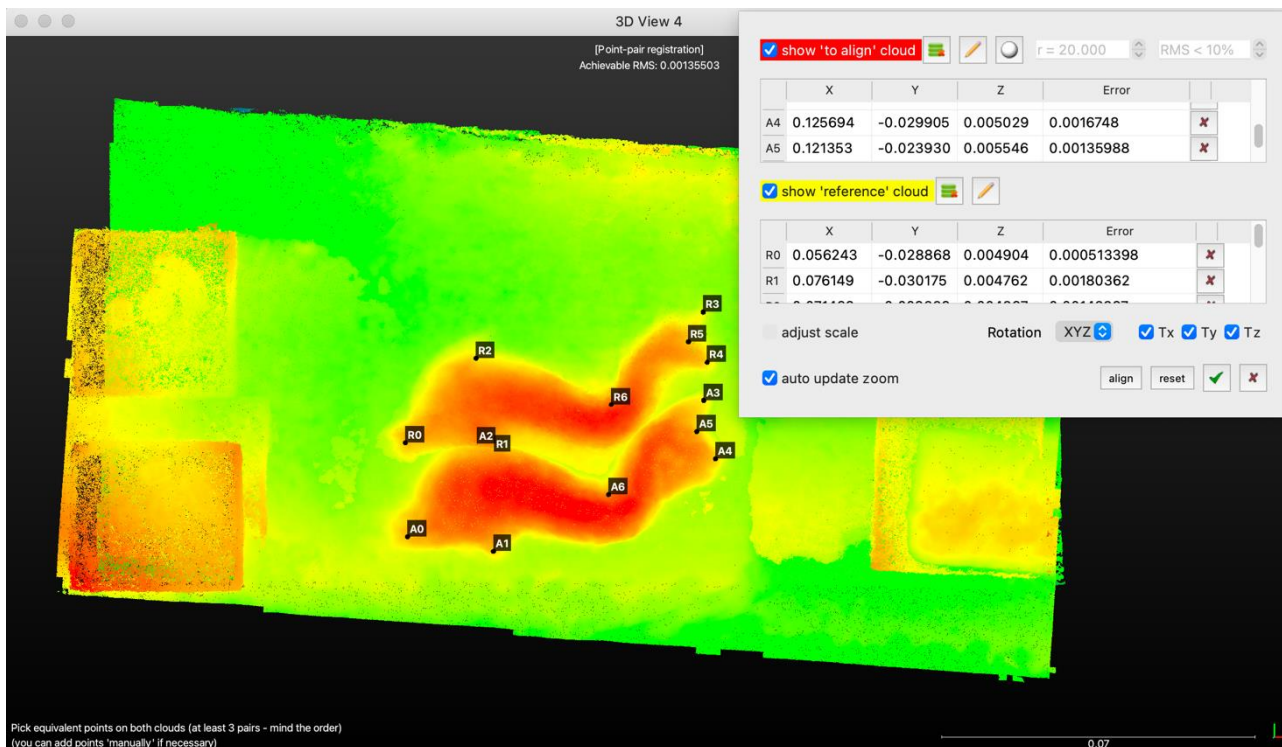 3D View 4
[Point-pair registration]
Achievable RMS: 0.00135503
show 'to align' cloud r = 20.000 RMS < 10%
X Y Z Error
A4 0.125694 -0.029905 0.005029 0.0016748
A5 0.121353 -0.023930 0.005546 0.00135988
show 'reference' cloud
X Y Z Error
R0 0.056243 -0.028868 0.004904 0.000513398
R1 0.076149 -0.030175 0.004762 0.00180362
adjust scale Rotation XYZ Tx Ty Tz
auto update zoom align reset
R3
R5
R2 R4
R6 A3
R0 A2 R1 A5
A4
A6
A0
A1
Pick equivalent points on both clouds (at least 3 pairs - mind the order)
(you can add points 'manually' if necessary)
0.07